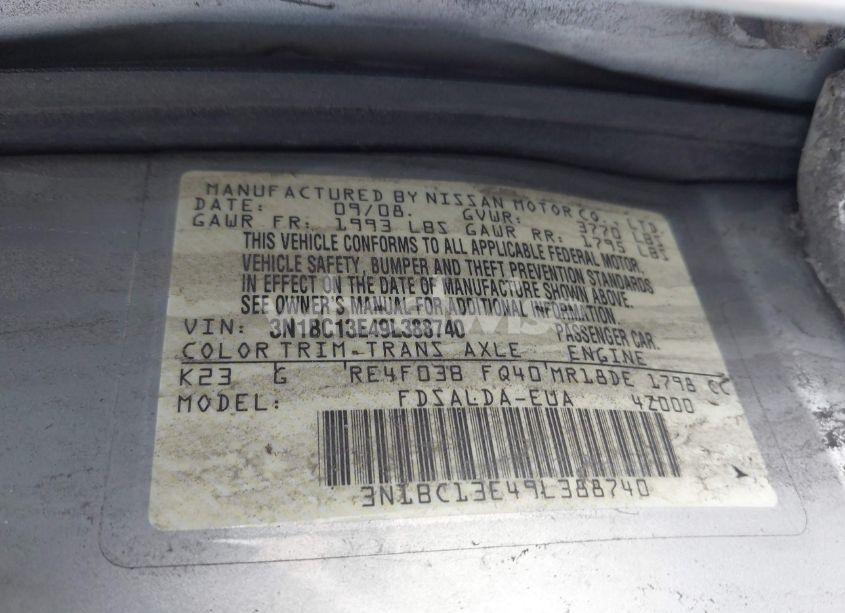 MANUFACTURED BY NISSAN MOTOR CO., LTD.
DATE: 09/08. GVWR: 3770 LBS
GAWR FR: 1993 LBS GAWR RR: 1795 LBS
THIS VEHICLE CONFORMS TO ALL APPLICABLE FEDERAL MOTOR
VEHICLE SAFETY, BUMPER AND THEFT PREVENTION STANDARDS
IN EFFECT ON THE DATE OF MANUFACTURE SHOWN ABOVE.
SEE OWNER'S MANUAL FOR ADDITIONAL INFORMATION
VIN: 3N1BC13E49L388740 PASSENGER CAR.
COLOR TRIM-TRANS AXLE ENGINE
K23 G RE4F03B FQ40 MR18DE 1798 CC
MODEL: FDSALDA-EUA 4Z000
3N1BC13E49L388740